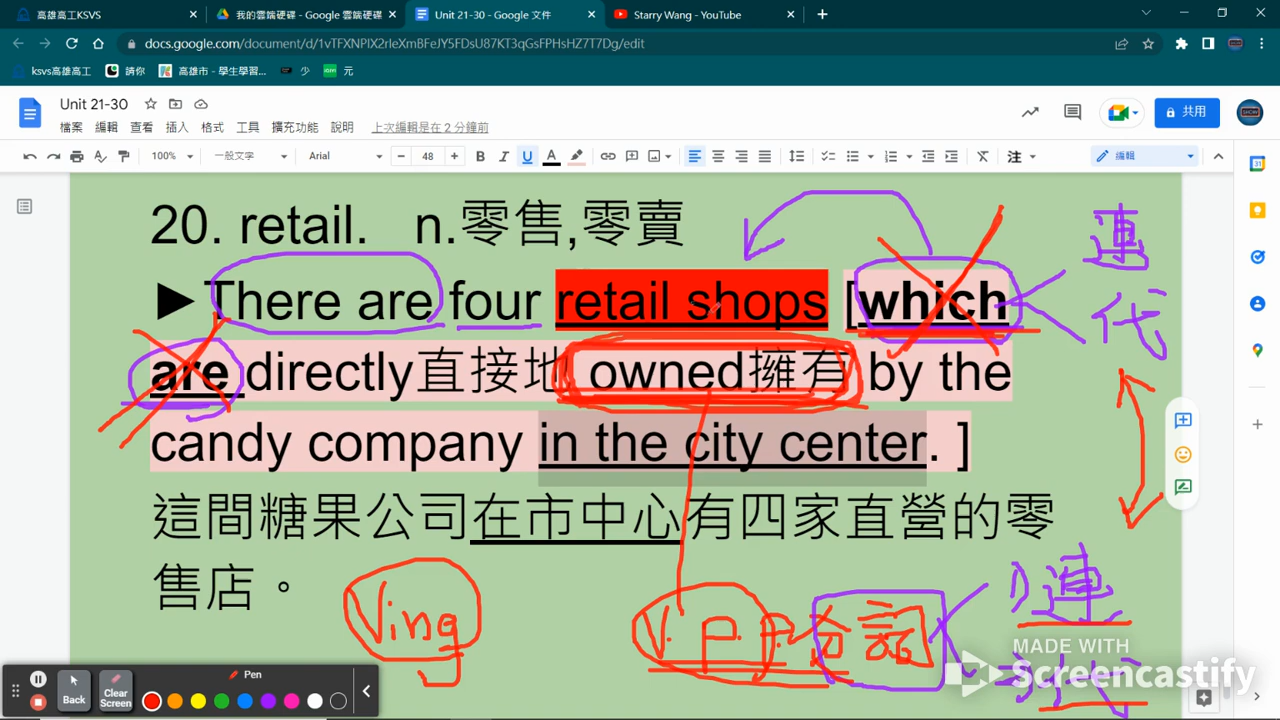 高雄高工KSVS
我的雲端硬碟 - Google 雲端硬碟
Unit 21-30 - Google 文件
Starry Wang - YouTube
docs.google.com/document/d/1vTFXNPlX2rIeXmBFeJY5FDsU87KT3qGsFPHsHZ7T7Dg/edit
ksvs高雄高工
請你
高雄市 - 學生學習...
少
元
Unit 21-30
檔案 編輯 查看 插入 格式 工具 擴充功能 說明 上次編輯是在 2 分鐘前
共用
100% 一般文字 Arial 48 B I U A 注 編輯
20. retail. n.零售,零賣
►There are four retail shops [which
are directly直接地 owned擁有 by the
candy company in the city center. ]
這間糖果公司在市中心有四家直營的零
售店。
連
代
Ving
V. p.p. 分詞
1)連
代
MADE WITH
Screencastify
Pen
Back
Clear
Screen